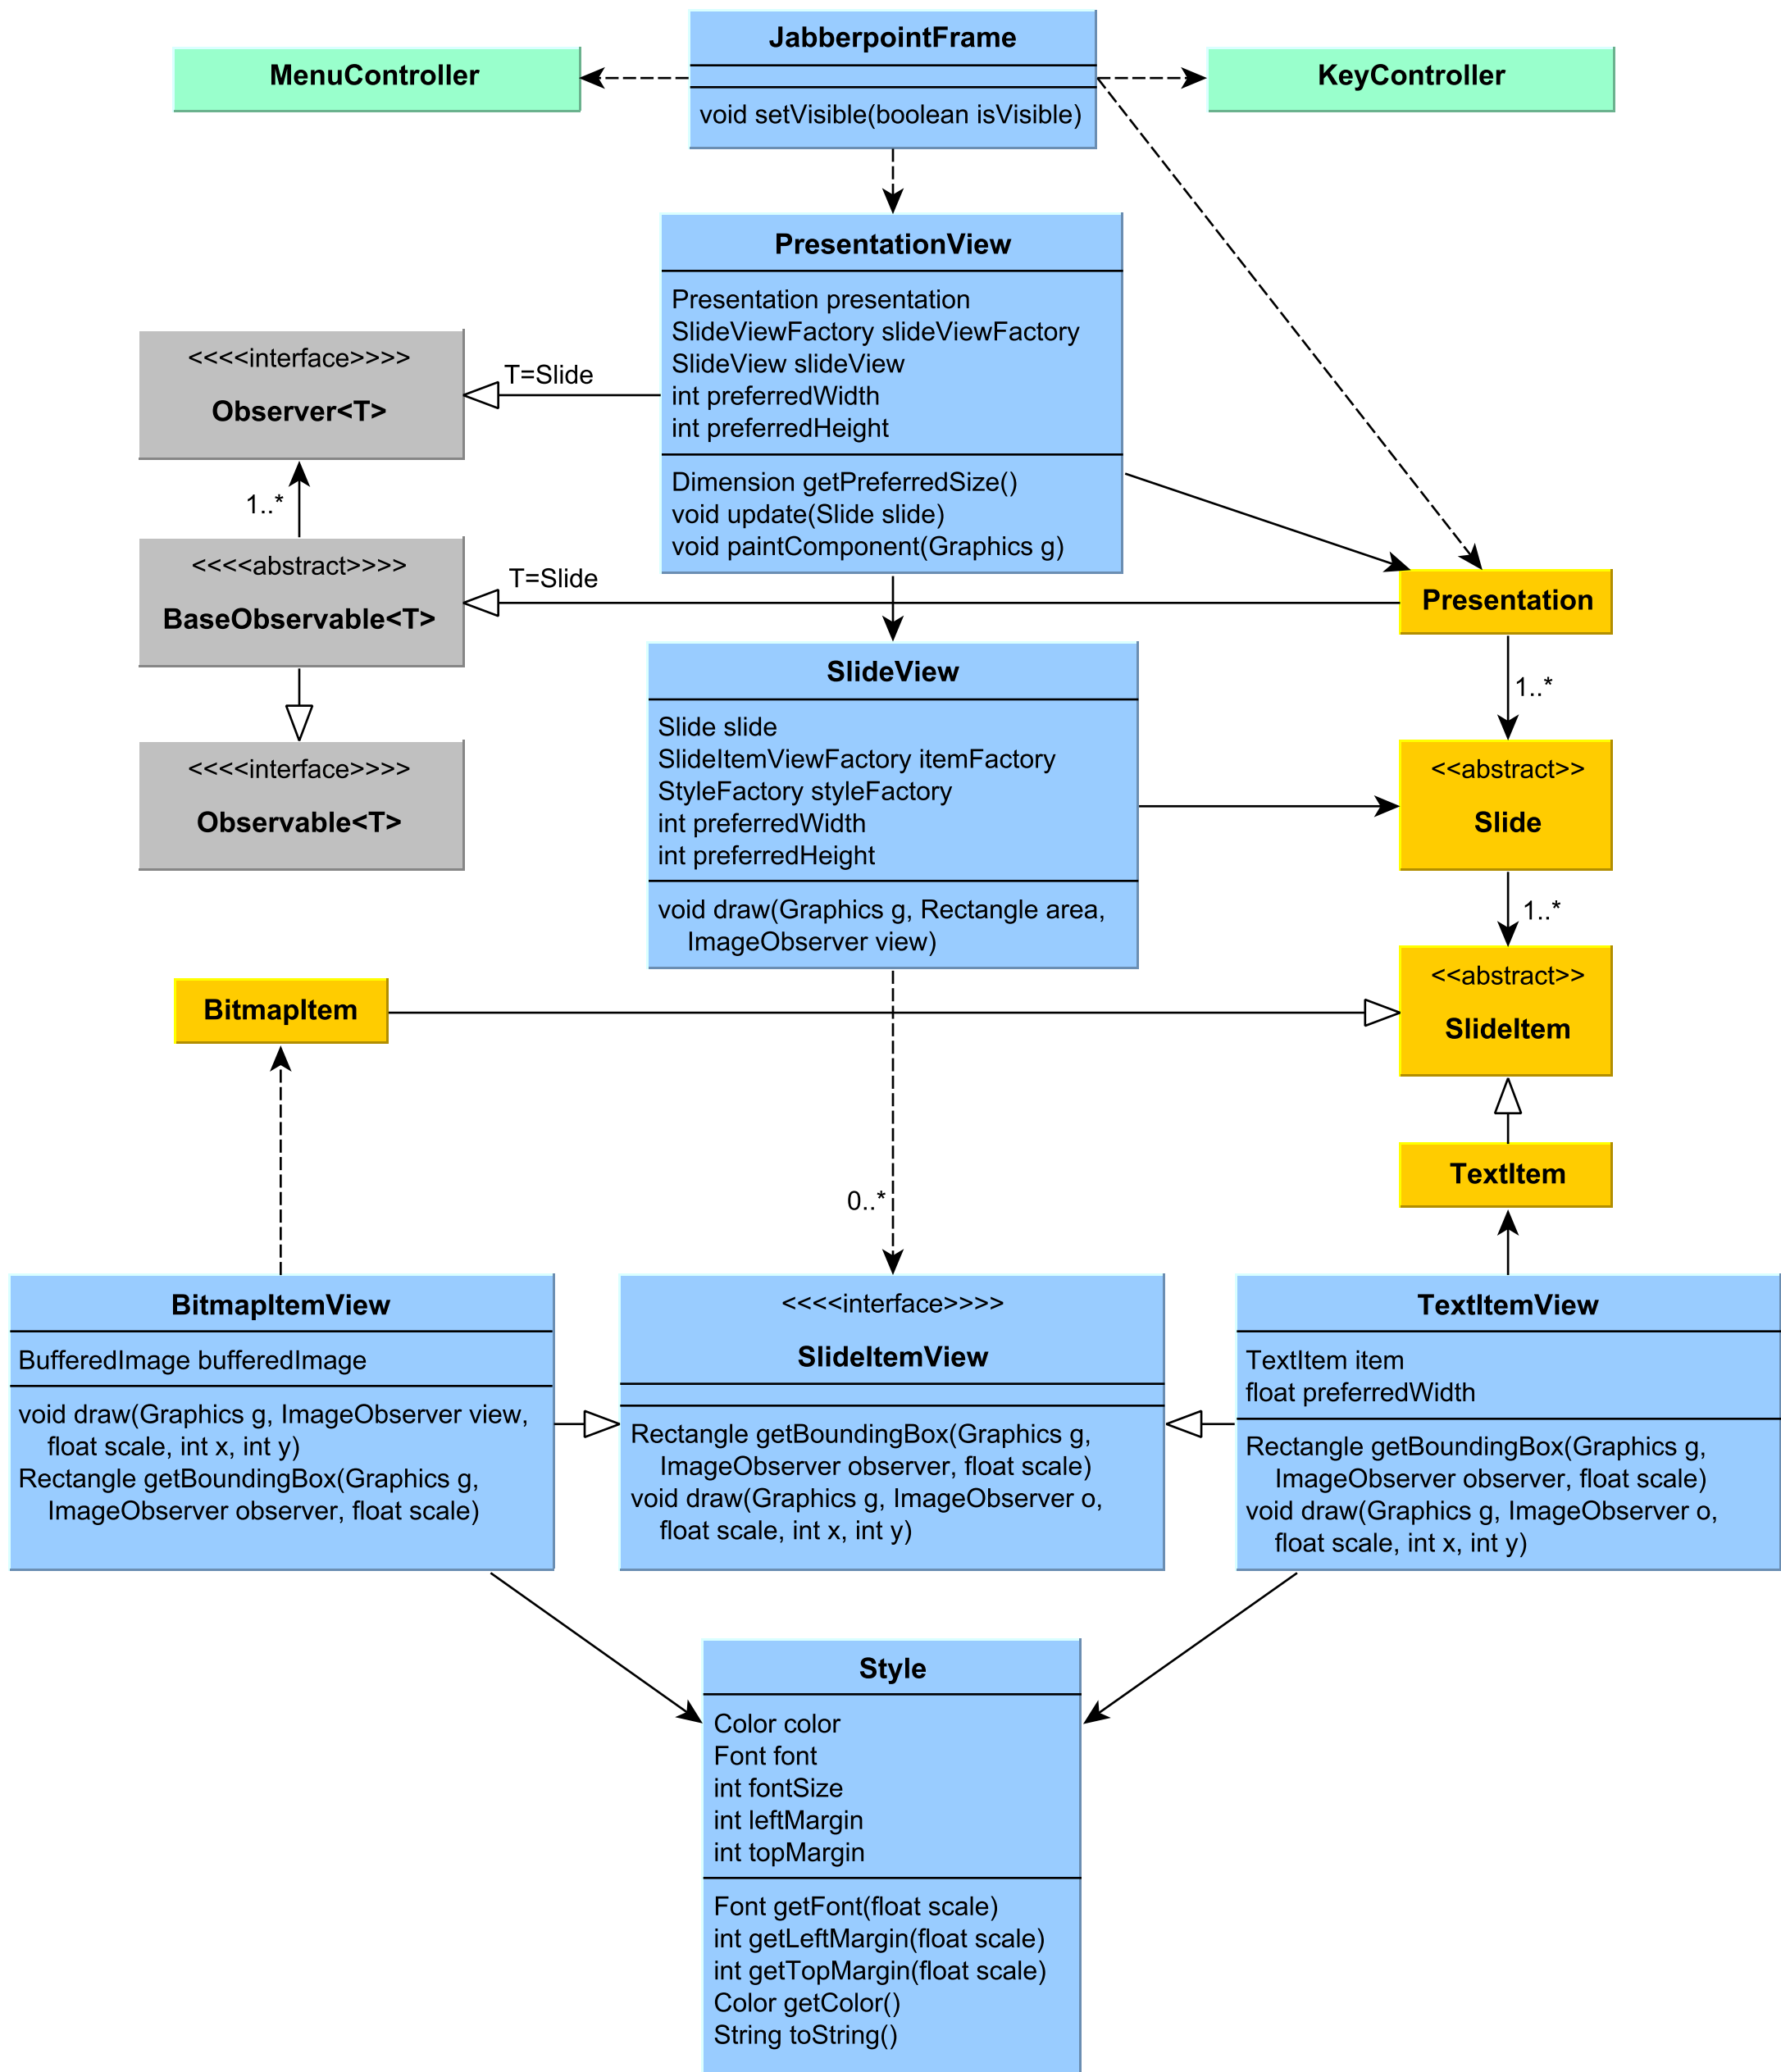 JabberpointFrame
void setVisible(boolean isVisible)
MenuController
KeyController
PresentationView
Presentation presentation
SlideViewFactory slideViewFactory
SlideView slideView
int preferredWidth
int preferredHeight
Dimension getPreferredSize()
void update(Slide slide)
void paintComponent(Graphics g)
<<<<interface>>>>
Observer<T>
T=Slide
1..*
<<<<abstract>>>>
BaseObservable<T>
T=Slide
Presentation
<<<<interface>>>>
Observable<T>
SlideView
Slide slide
SlideItemViewFactory itemFactory
StyleFactory styleFactory
int preferredWidth
int preferredHeight
void draw(Graphics g, Rectangle area,
ImageObserver view)
1..*
<<abstract>>
Slide
1..*
<<abstract>>
SlideItem
BitmapItem
TextItem
0..*
BitmapItemView
BufferedImage bufferedImage
void draw(Graphics g, ImageObserver view,
float scale, int x, int y)
Rectangle getBoundingBox(Graphics g,
ImageObserver observer, float scale)
<<<<interface>>>>
SlideItemView
Rectangle getBoundingBox(Graphics g,
ImageObserver observer, float scale)
void draw(Graphics g, ImageObserver o,
float scale, int x, int y)
TextItemView
TextItem item
float preferredWidth
Rectangle getBoundingBox(Graphics g,
ImageObserver observer, float scale)
void draw(Graphics g, ImageObserver o,
float scale, int x, int y)
Style
Color color
Font font
int fontSize
int leftMargin
int topMargin
Font getFont(float scale)
int getLeftMargin(float scale)
int getTopMargin(float scale)
Color getColor()
String toString()